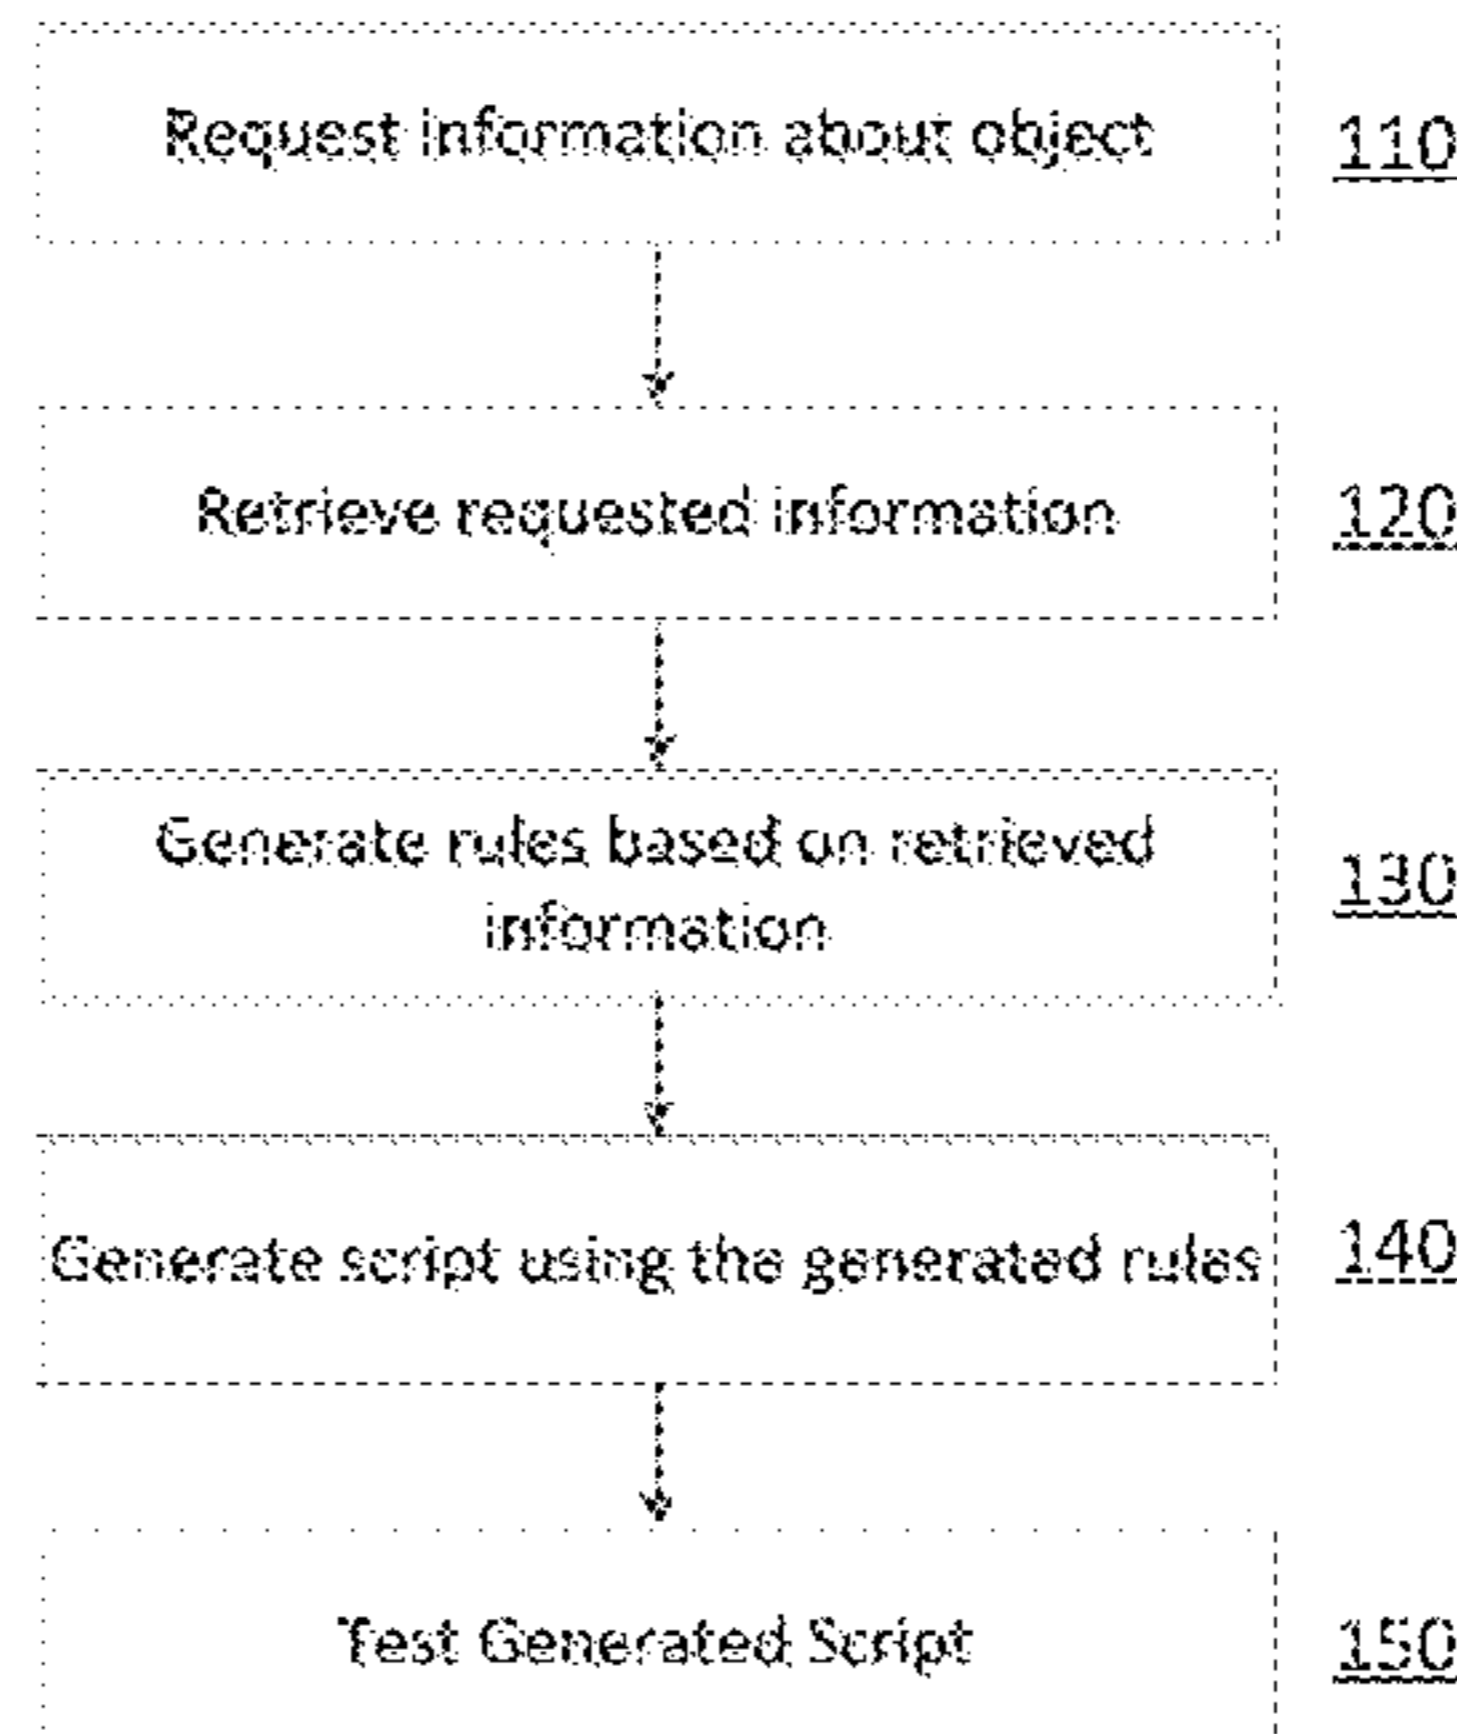 Request information about object
110
Retrieve requested information
120
Generate rules based on retrieved
information
130
Generate script using the generated rules
140
Test Generated Script
150